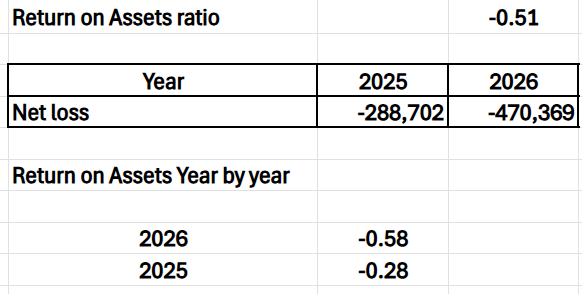 Return on Assets ratio -0.51
Year 2025 2026
Net loss -288,702 -470,369
Return on Assets Year by year
2026 -0.58
2025 -0.28